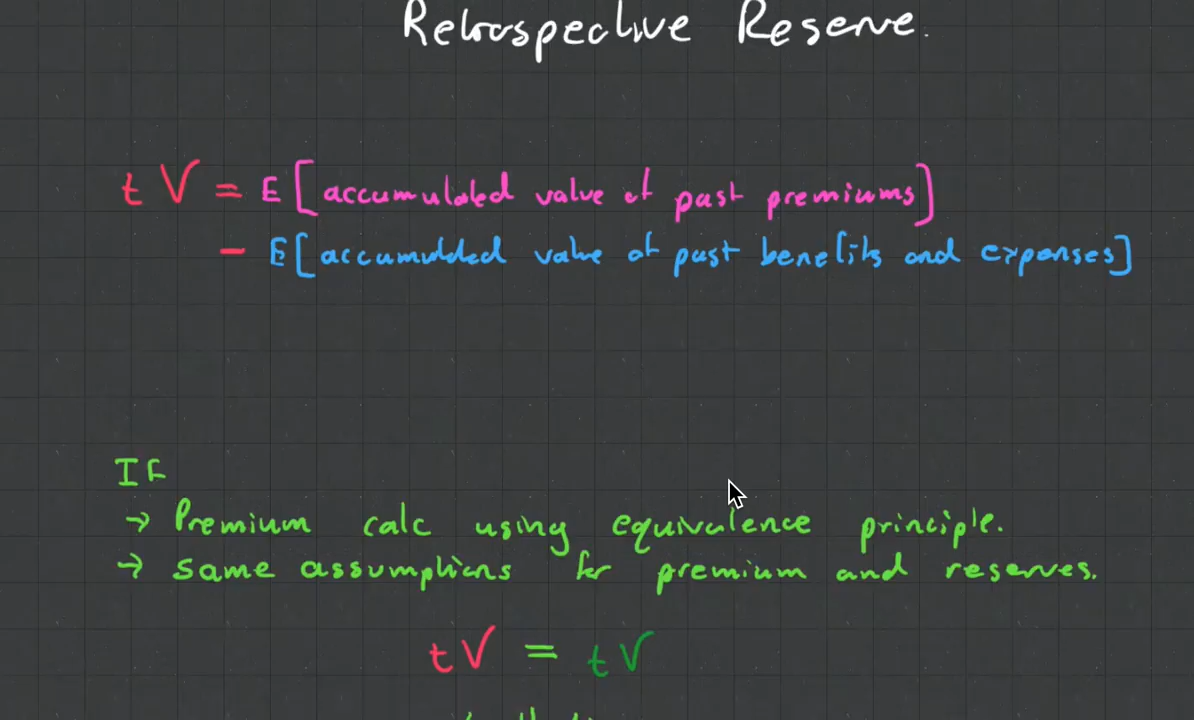 Retrospective Reserve.
tV = E[accumulated value of past premiums]
- E[accumulated value of past benefits and expenses]
IF
→ Premium calc using equivalence principle.
→ same assumptions for premium and reserves.
tV = tV